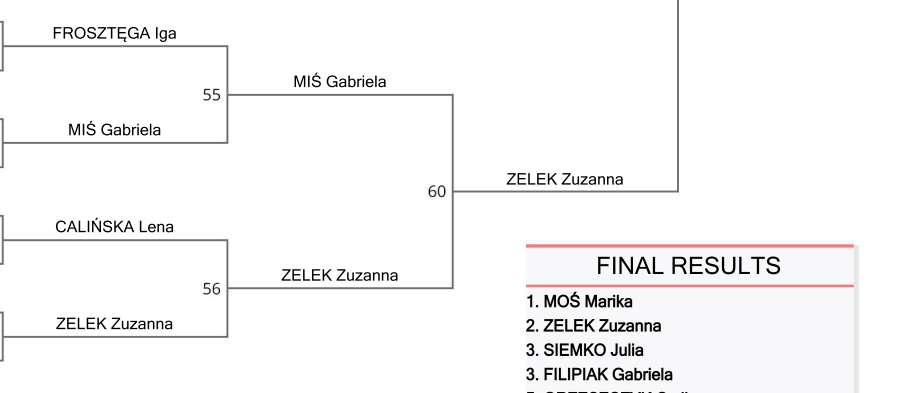 FROSZTĘGA Iga
MIŚ Gabriela
55
MIŚ Gabriela
ZELEK Zuzanna
60
CALIŃSKA Lena
ZELEK Zuzanna
56
ZELEK Zuzanna
FINAL RESULTS
1. MOŚ Marika
2. ZELEK Zuzanna
3. SIEMKO Julia
3. FILIPIAK Gabriela